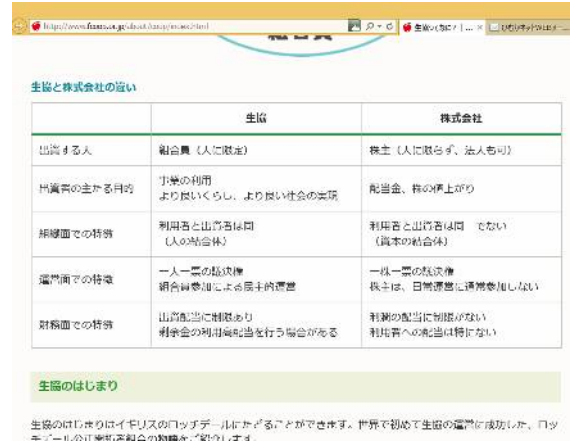 組合員
生協と株式会社の違い
生協 株式会社
出資する人 組合員（人に限定） 株主（人に限らず、法人も可）
出資者の主たる目的 事業の利用 より良いくらし、より良い社会の実現 配当金、株の値上がり
組織面での特徴 利用者と出資者は同 （人の結合体） 利用者と出資者は同 でない （資本の結合体）
運営面での特徴 一人一票の議決権 組合員参加による民主的運営 一株一票の議決権 株主は、日常運営に通常参加しない
財務面での特徴 出資配当に制限あり 剰余金の利用高配当を行う場合がある 利潤の配当に制限がない 利用者への配当は特にない
生協のはじまり
生協のはじまりはイギリスのロッチデールにたどることができます。世界で初めて生協の運営に成功した、ロッ
チデール公正開拓者組合の物語をご紹介します。